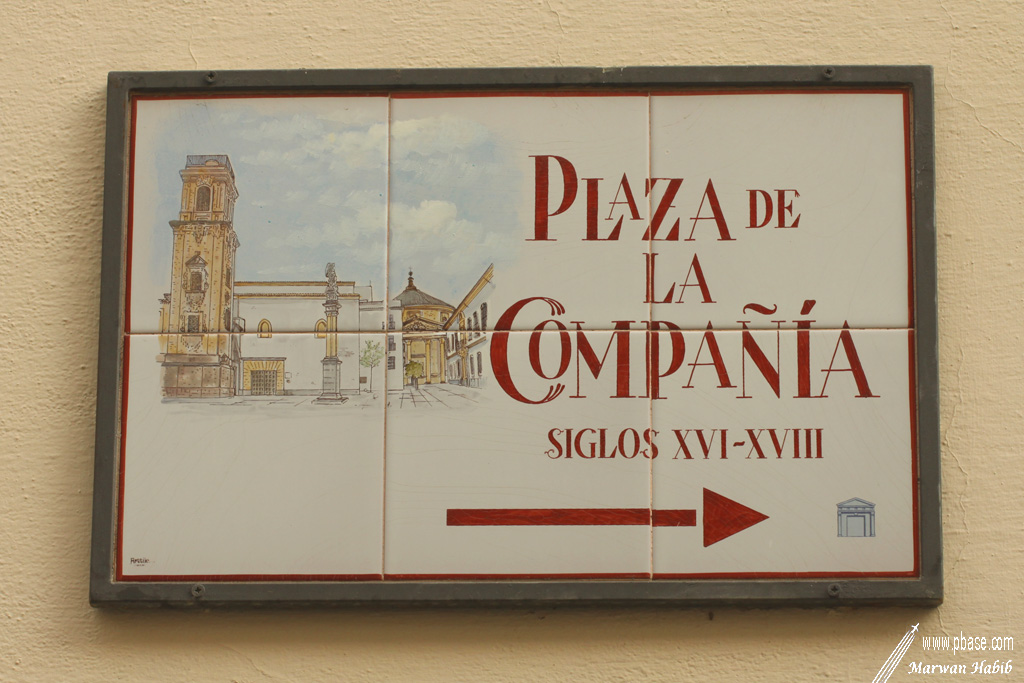 PLAZA DE
LA
COMPAÑÍA
SIGLOS XVI-XVIII
www.pbase.com
Marwan Habib